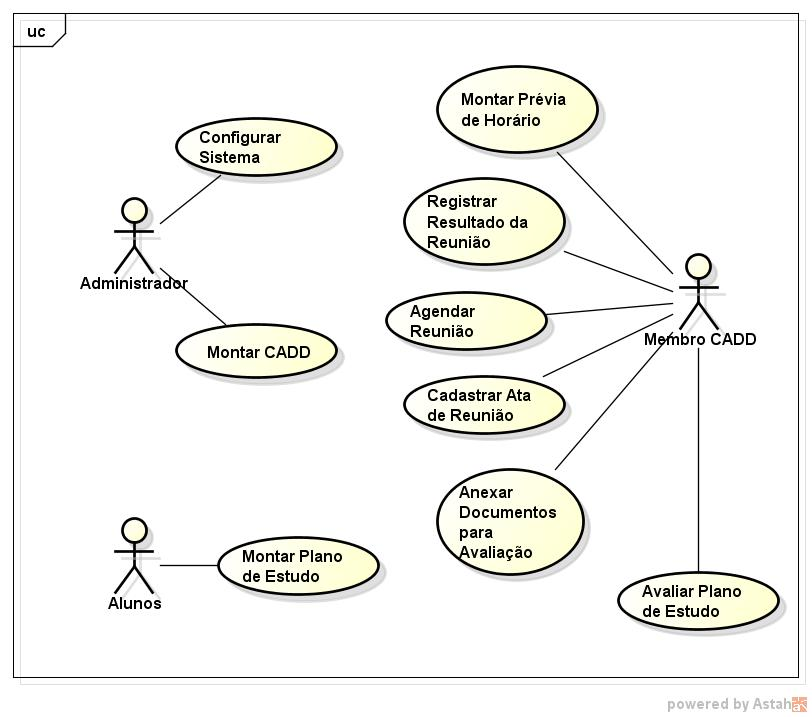 uc
Montar Prévia
de Horário
Configurar
Sistema
Registrar
Resultado da
Reunião
Administrador
Agendar
Reunião
Membro CADD
Montar CADD
Cadastrar Ata
de Reunião
Anexar
Documentos
para
Avaliação
Montar Plano
de Estudo
Alunos
Avaliar Plano
de Estudo
powered by Astah